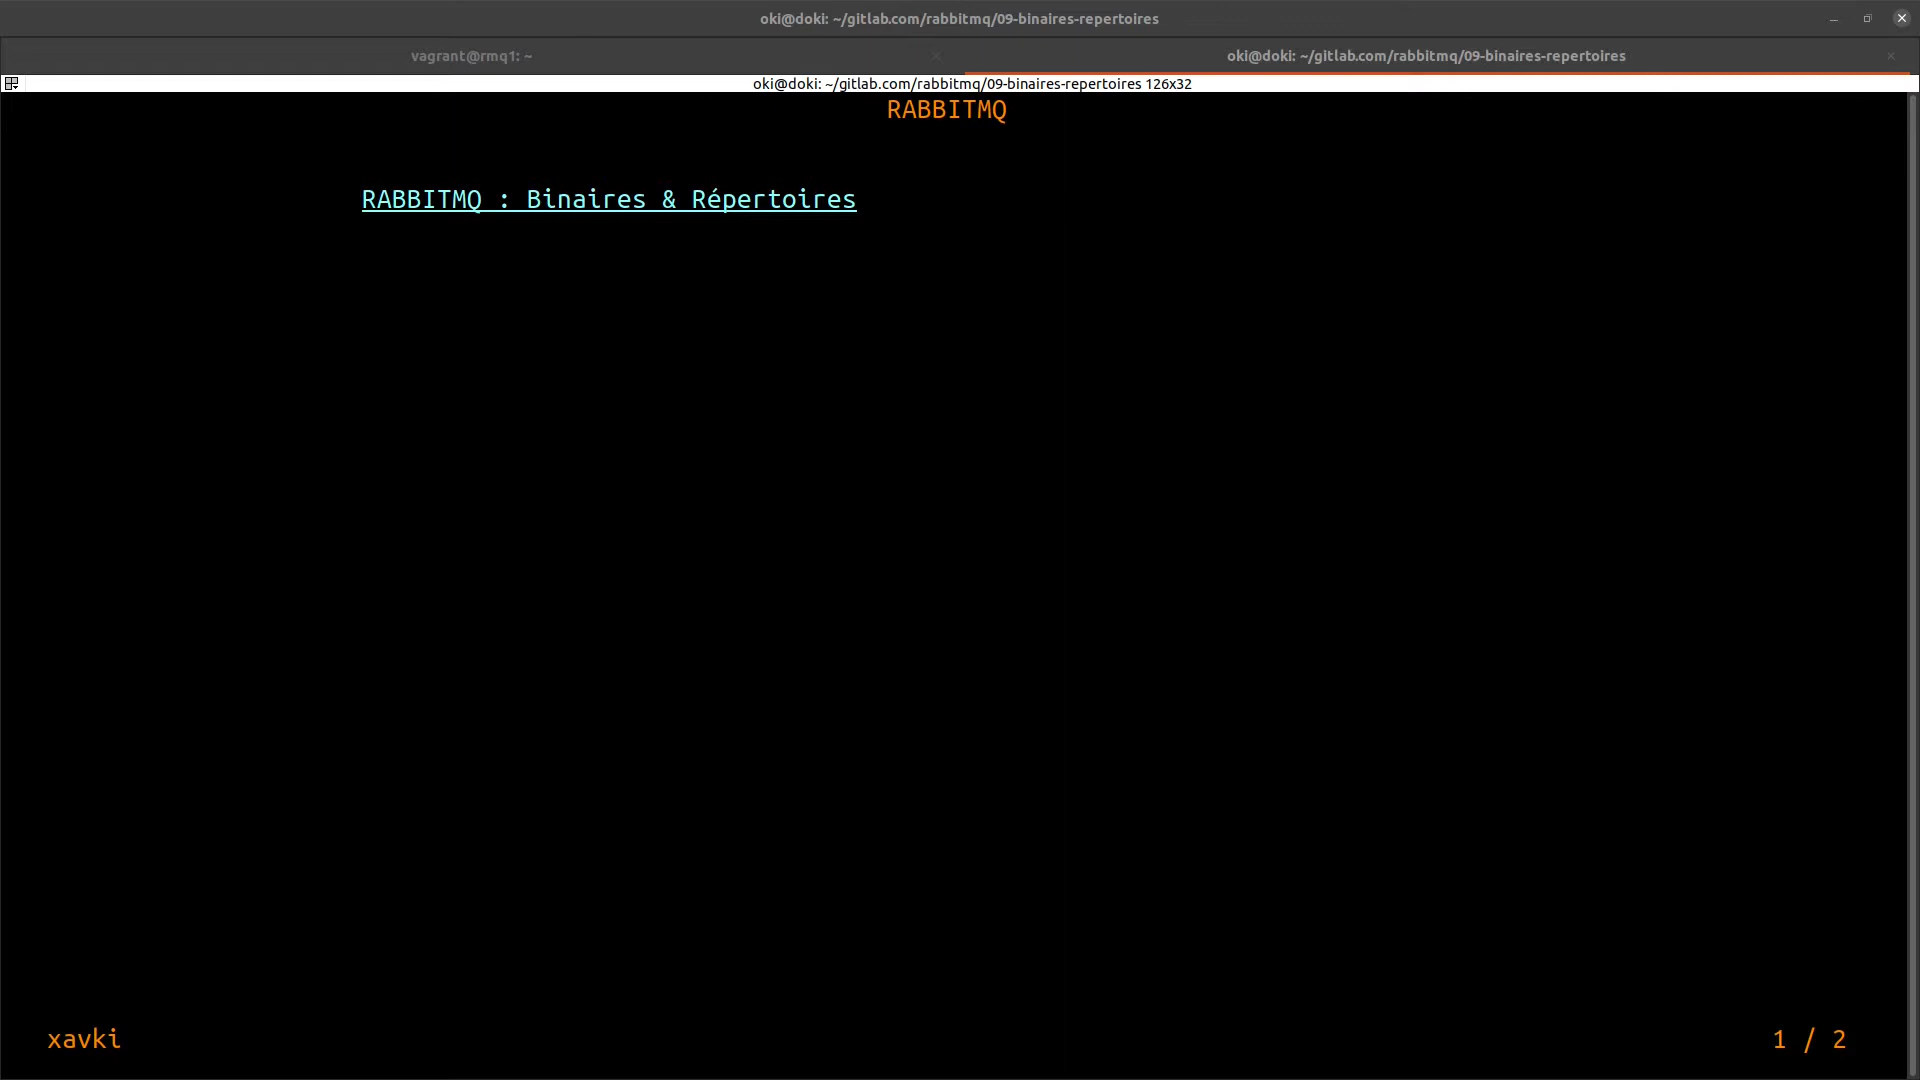 oki@doki: ~/gitlab.com/rabbitmq/09-binaires-repertoires
vagrant@rmq1: ~
oki@doki: ~/gitlab.com/rabbitmq/09-binaires-repertoires
oki@doki: ~/gitlab.com/rabbitmq/09-binaires-repertoires 126x32
RABBITMQ
RABBITMQ : Binaires & Répertoires
xavki
1 / 2